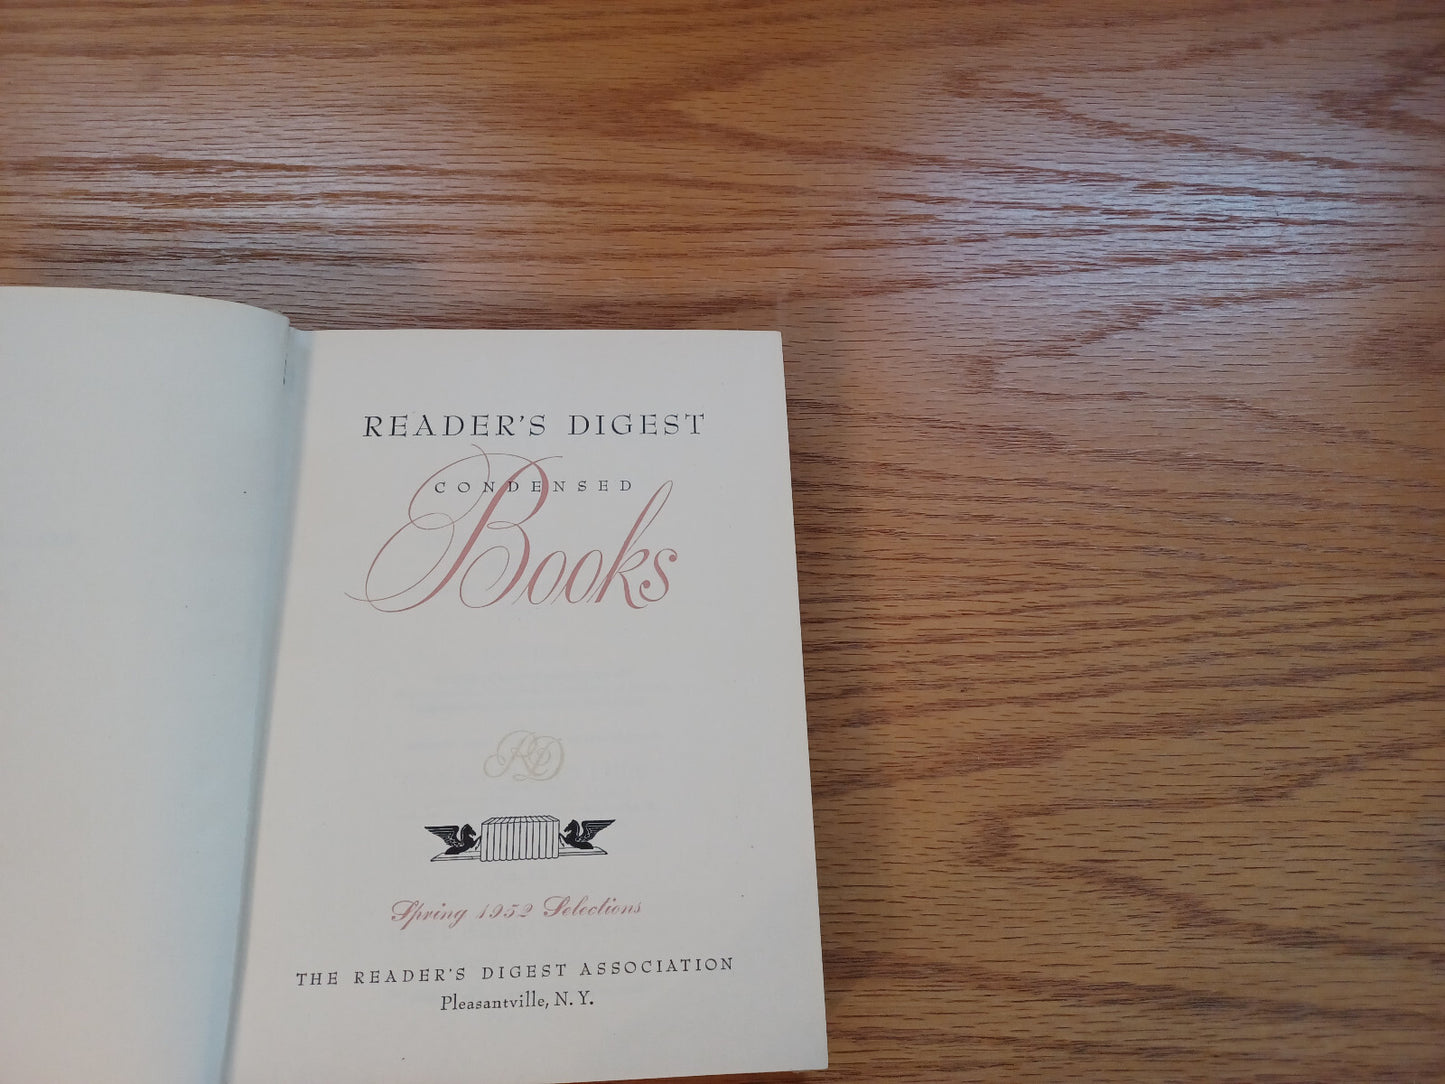 READER'S DIGEST
CONDENSED
Books
RD
Spring 1952 Selections
THE READER'S DIGEST ASSOCIATION
Pleasantville, N. Y.